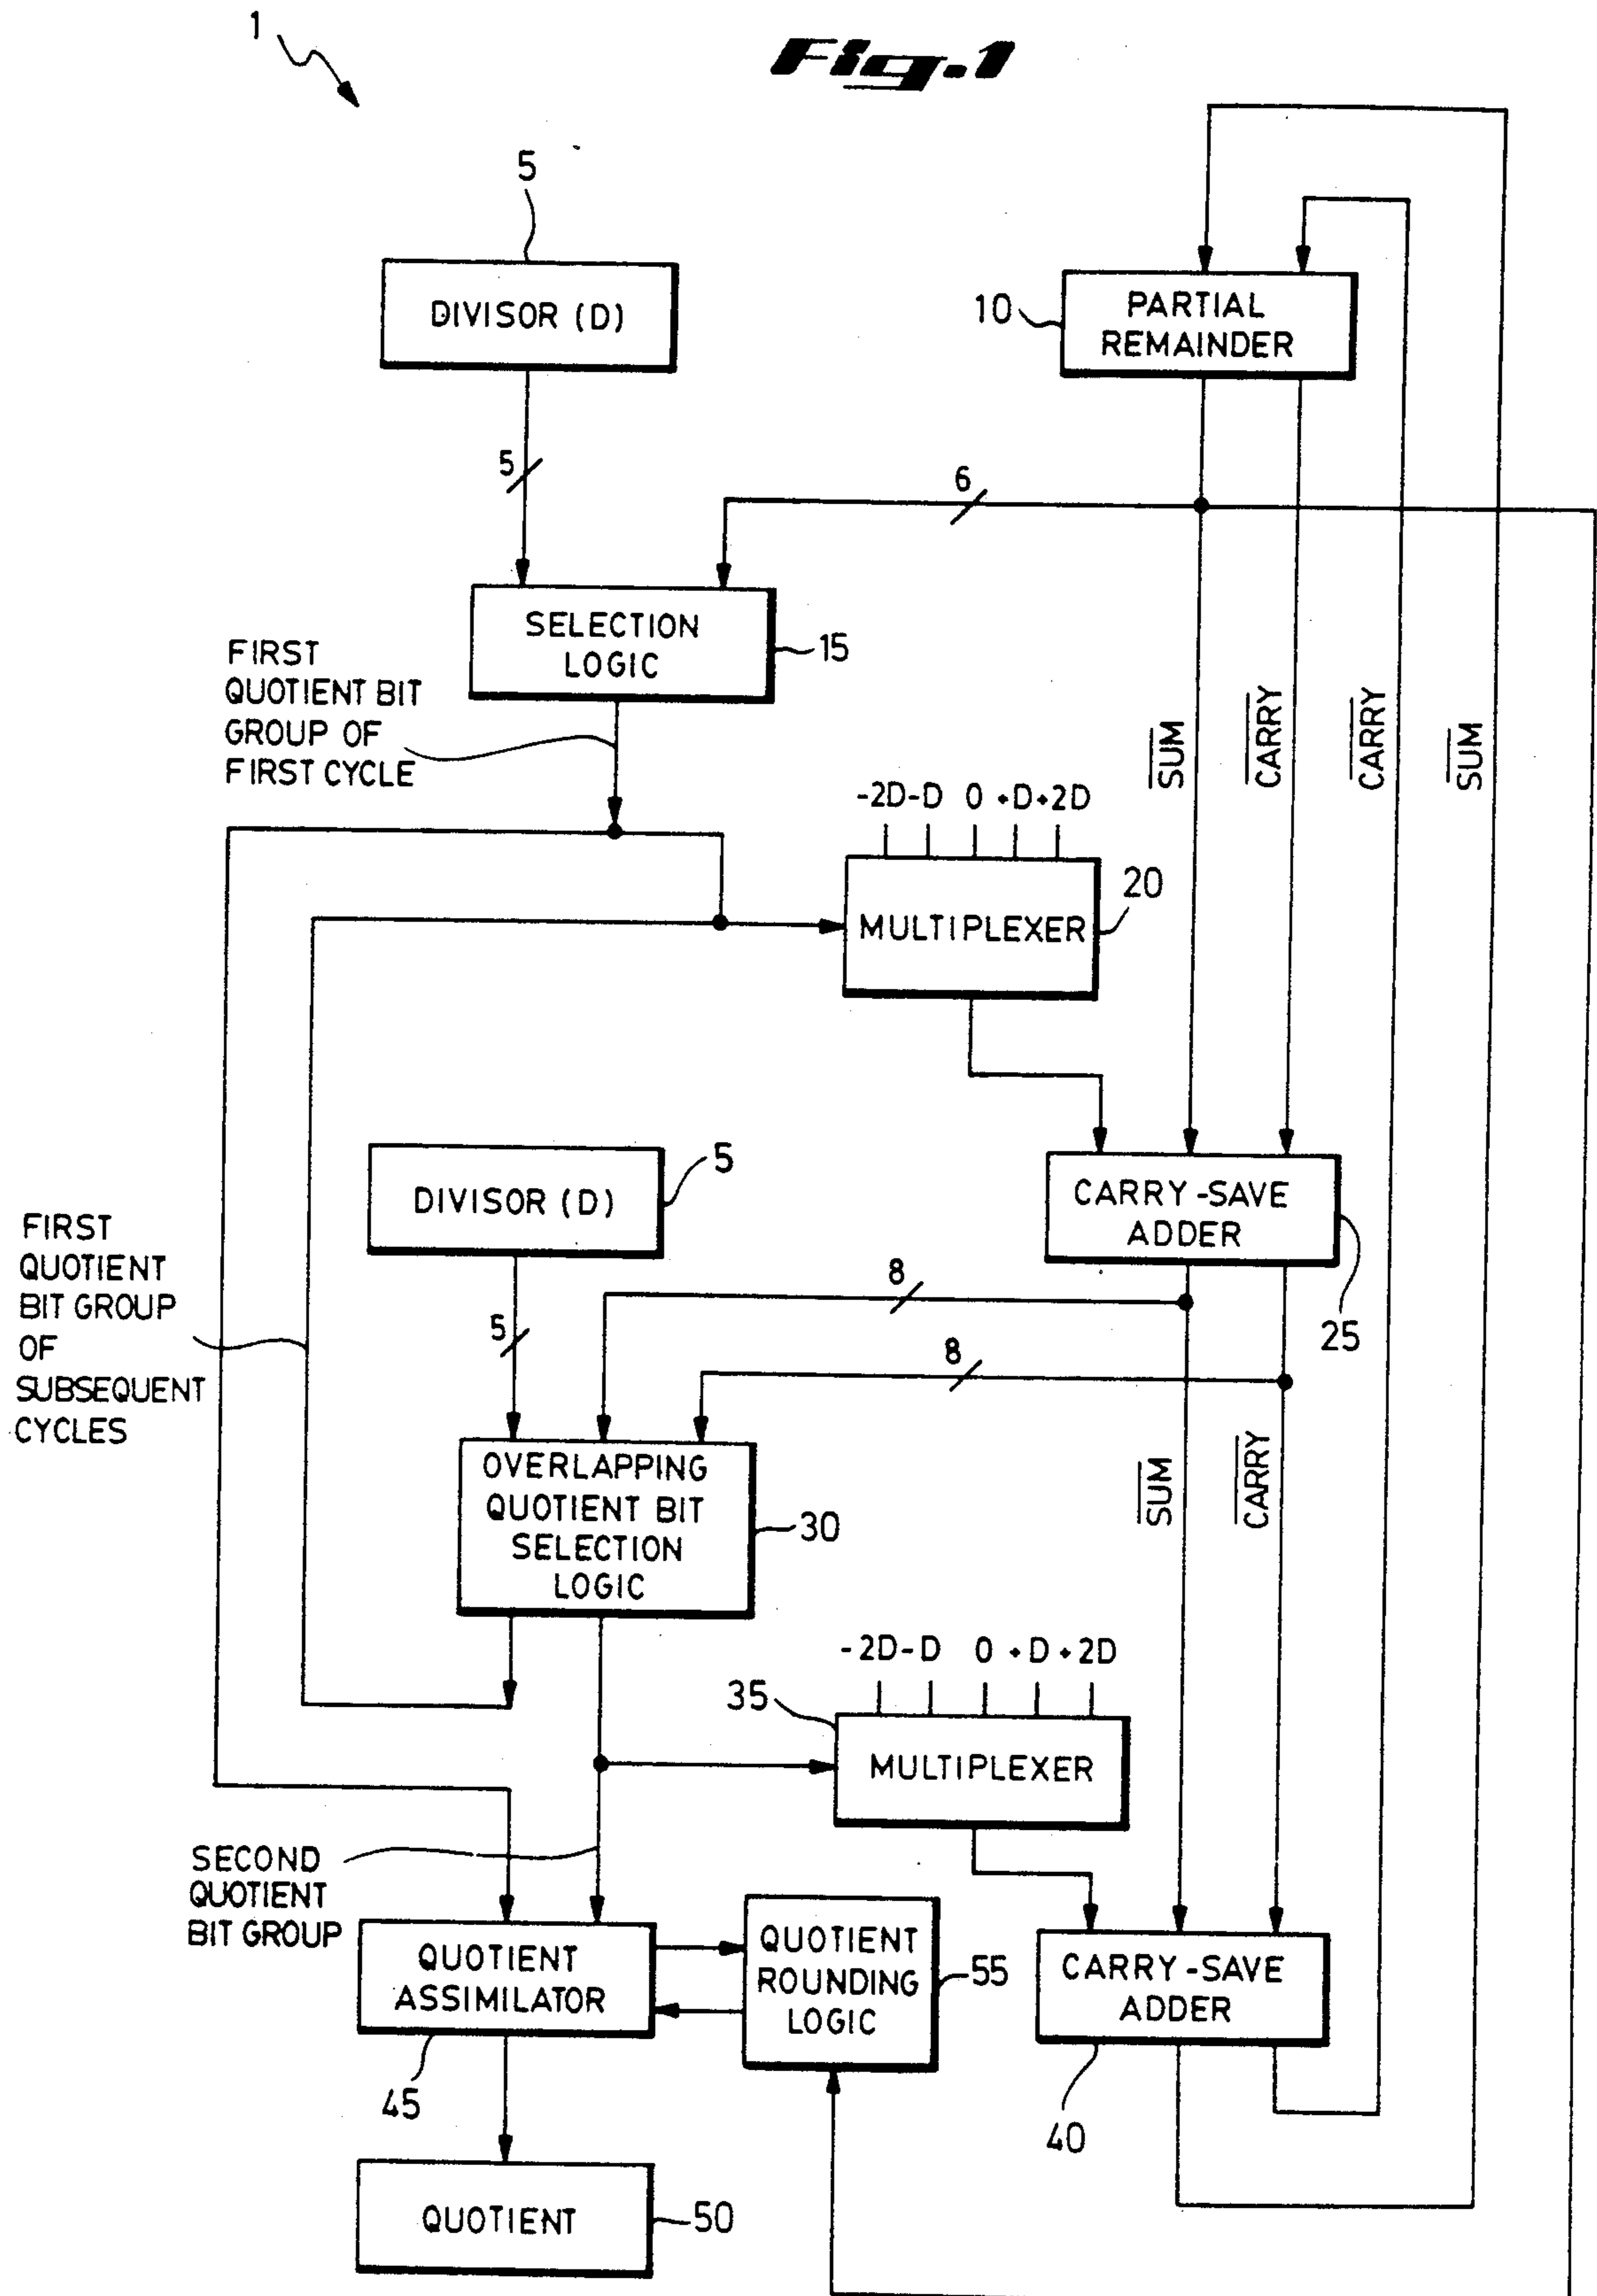 1
Fig.1
5
DIVISOR (D)
10
PARTIAL
REMAINDER
5
6
SELECTION
LOGIC
15
FIRST
QUOTIENT BIT
GROUP OF
FIRST CYCLE
SUM
CARRY
CARRY
SUM
-2D -D 0 +D +2D
MULTIPLEXER
20
DIVISOR (D)
5
CARRY-SAVE
ADDER
25
FIRST
QUOTIENT
BIT GROUP
OF
SUBSEQUENT
CYCLES
5
8
8
OVERLAPPING
QUOTIENT BIT
SELECTION
LOGIC
30
SUM
CARRY
-2D -D 0 +D +2D
35
MULTIPLEXER
SECOND
QUOTIENT
BIT GROUP
QUOTIENT
ASSIMILATOR
45
QUOTIENT
ROUNDING
LOGIC
55
CARRY-SAVE
ADDER
40
QUOTIENT
50